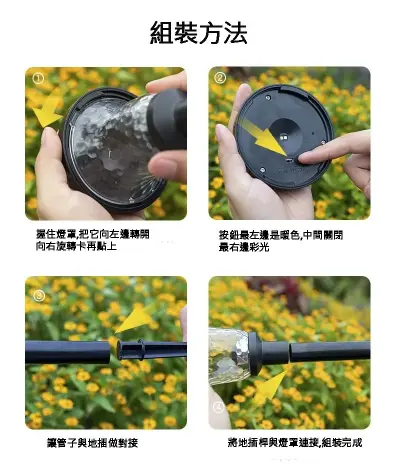 組裝方法
①
②
握住燈罩,把它向左邊轉開
向右旋轉卡再點上
按鈕最左邊是暖色,中間關閉
最右邊彩光
③
④
讓管子與地插做對接
將地插桿與燈罩連接,組裝完成